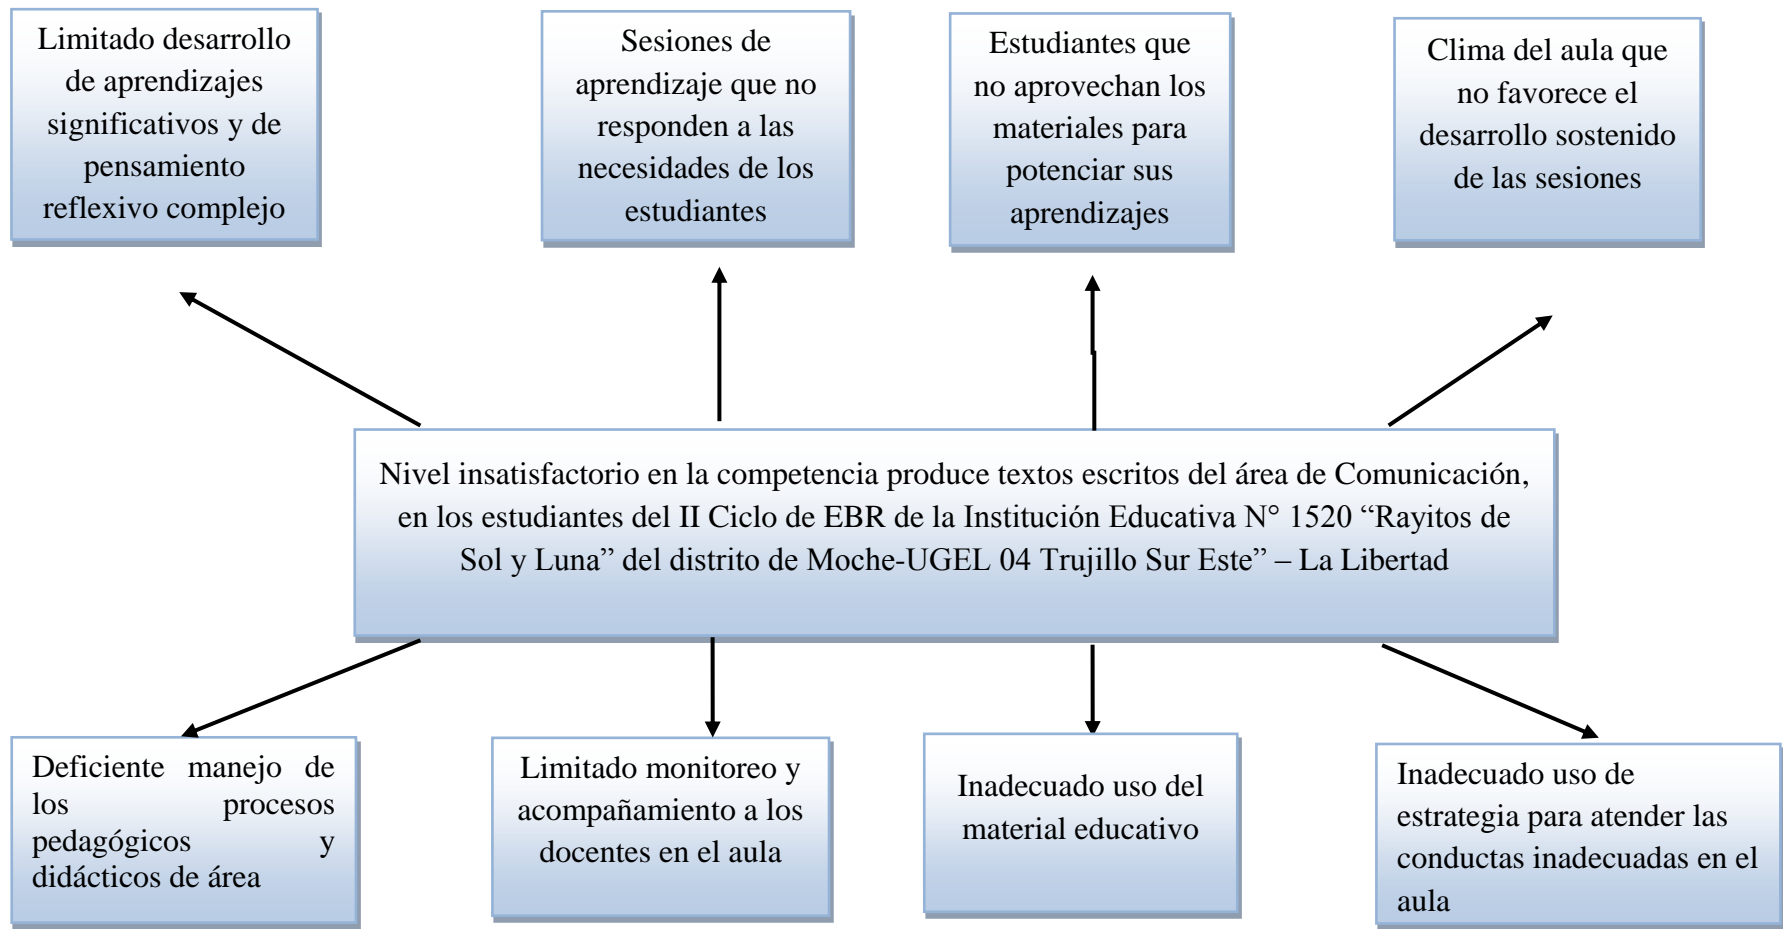 Limitado desarrollo
de aprendizajes
significativos y de
pensamiento
reflexivo complejo
Sesiones de
aprendizaje que no
responden a las
necesidades de los
estudiantes
Estudiantes que
no aprovechan los
materiales para
potenciar sus
aprendizajes
Clima del aula que
no favorece el
desarrollo sostenido
de las sesiones
Nivel insatisfactorio en la competencia produce textos escritos del área de Comunicación,
en los estudiantes del II Ciclo de EBR de la Institución Educativa N° 1520 “Rayitos de
Sol y Luna” del distrito de Moche-UGEL 04 Trujillo Sur Este” – La Libertad
Deficiente manejo de
los procesos
pedagógicos y
didácticos de área
Limitado monitoreo y
acompañamiento a los
docentes en el aula
Inadecuado uso del
material educativo
Inadecuado uso de
estrategia para atender las
conductas inadecuadas en el
aula